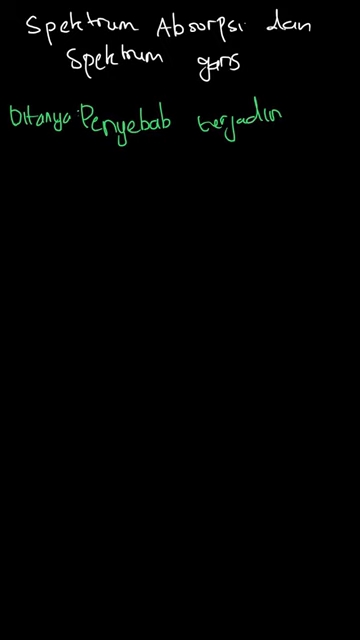 Spektrum Absorpsi dan
Spektrum garis
Ditanya: Penyebab terjadin